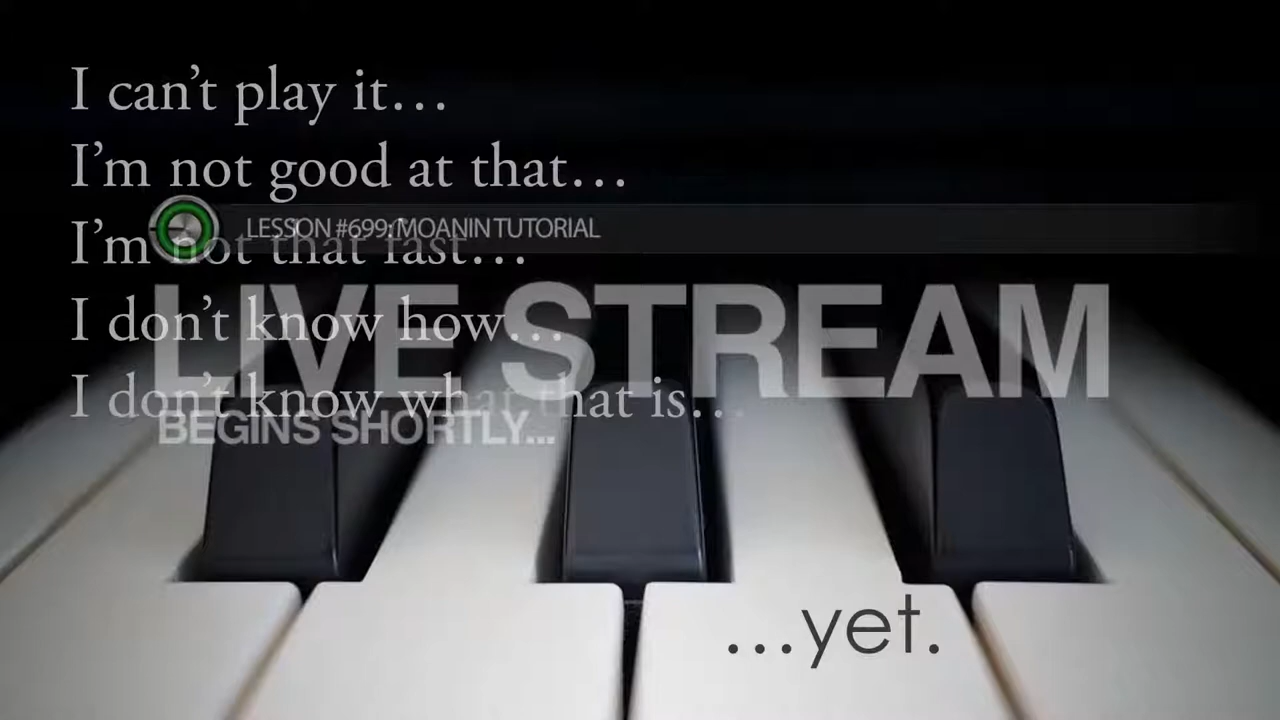 I can’t play it…
I’m not good at that…
LESSON #699: MOANIN TUTORIAL
I’m not that fast…
LIVE STREAM
I don’t know how…
I don’t know what that is…
BEGINS SHORTLY...
…yet.